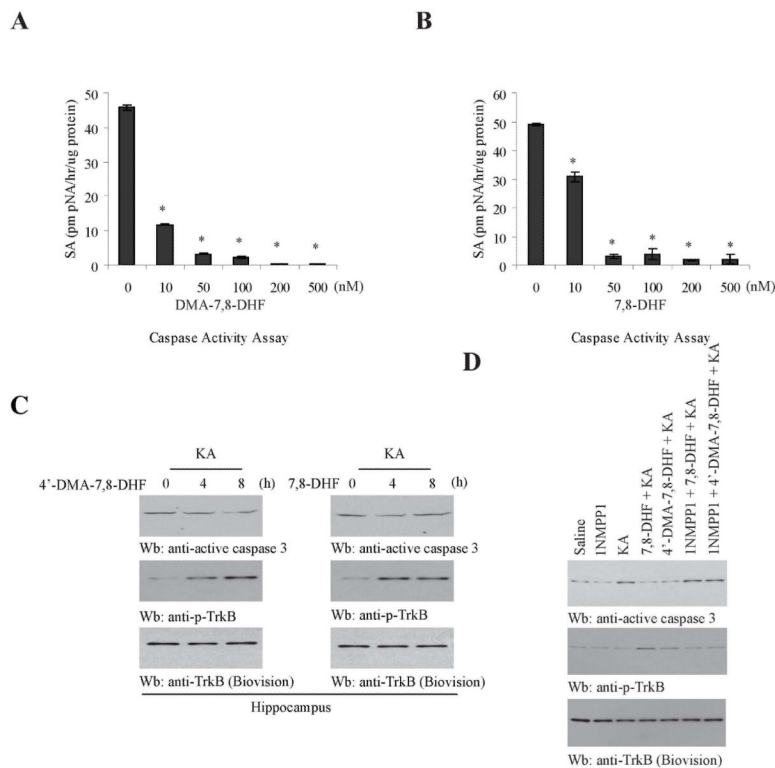 A
SA (pm pNA/hr/ug protein)
50
40
30
20
10
0
*
*
*
*
*
0 10 50 100 200 500 (nM)
DMA-7,8-DHF
Caspase Activity Assay
B
SA (pm pNA/hr/ug protein)
60
50
40
30
20
10
0
*
*
*
*
*
0 10 50 100 200 500 (nM)
7,8-DHF
Caspase Activity Assay
C
KA
4'-DMA-7,8-DHF 0 4 8 (h)
Wb: anti-active caspase 3
Wb: anti-p-TrkB
Wb: anti-TrkB (Biovision)
KA
7,8-DHF 0 4 8 (h)
Wb: anti-active caspase 3
Wb: anti-p-TrkB
Wb: anti-TrkB (Biovision)
Hippocampus
D
Saline
1NMPP1
KA
7,8-DHF + KA
4'-DMA-7,8-DHF + KA
1NMPP1 + 7,8-DHF + KA
1NMPP1 + 4'-DMA-7,8-DHF + KA
Wb: anti-active caspase 3
Wb: anti-p-TrkB
Wb: anti-TrkB (Biovision)